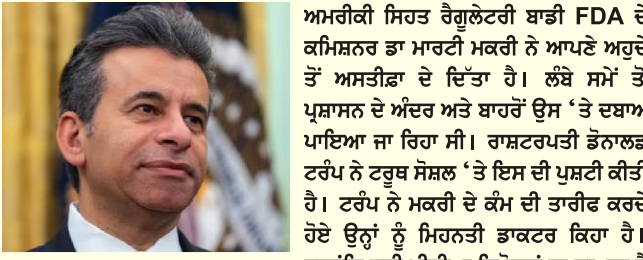 ਅਮਰੀਕੀ ਸਿਹਤ ਰੈਗੂਲੇਟਰੀ ਬਾਡੀ FDA ਦੇ
ਕਮਿਸ਼ਨਰ ਡਾ ਮਾਰਟੀ ਮਕਰੀ ਨੇ ਆਪਣੇ ਅਹੁਦੇ
ਤੋਂ ਅਸਤੀਫ਼ਾ ਦੇ ਦਿੱਤਾ ਹੈ। ਲੰਬੇ ਸਮੇਂ ਤੋਂ
ਪ੍ਰਸ਼ਾਸਨ ਦੇ ਅੰਦਰ ਅਤੇ ਬਾਹਰੋਂ ਉਸ ‘ਤੇ ਦਬਾਅ
ਪਾਇਆ ਜਾ ਰਿਹਾ ਸੀ। ਰਾਸ਼ਟਰਪਤੀ ਡੋਨਾਲਡ
ਟਰੰਪ ਨੇ ਟਰੂਥ ਸੋਸ਼ਲ ‘ਤੇ ਇਸ ਦੀ ਪੁਸ਼ਟੀ ਕੀਤੀ
ਹੈ। ਟਰੰਪ ਨੇ ਮਕਰੀ ਦੇ ਕੰਮ ਦੀ ਤਾਰੀਫ ਕਰਦੇ
ਹੋਏ ਉਨ੍ਹਾਂ ਨੂੰ ਮਿਹਨਤੀ ਡਾਕਟਰ ਕਿਹਾ ਹੈ।